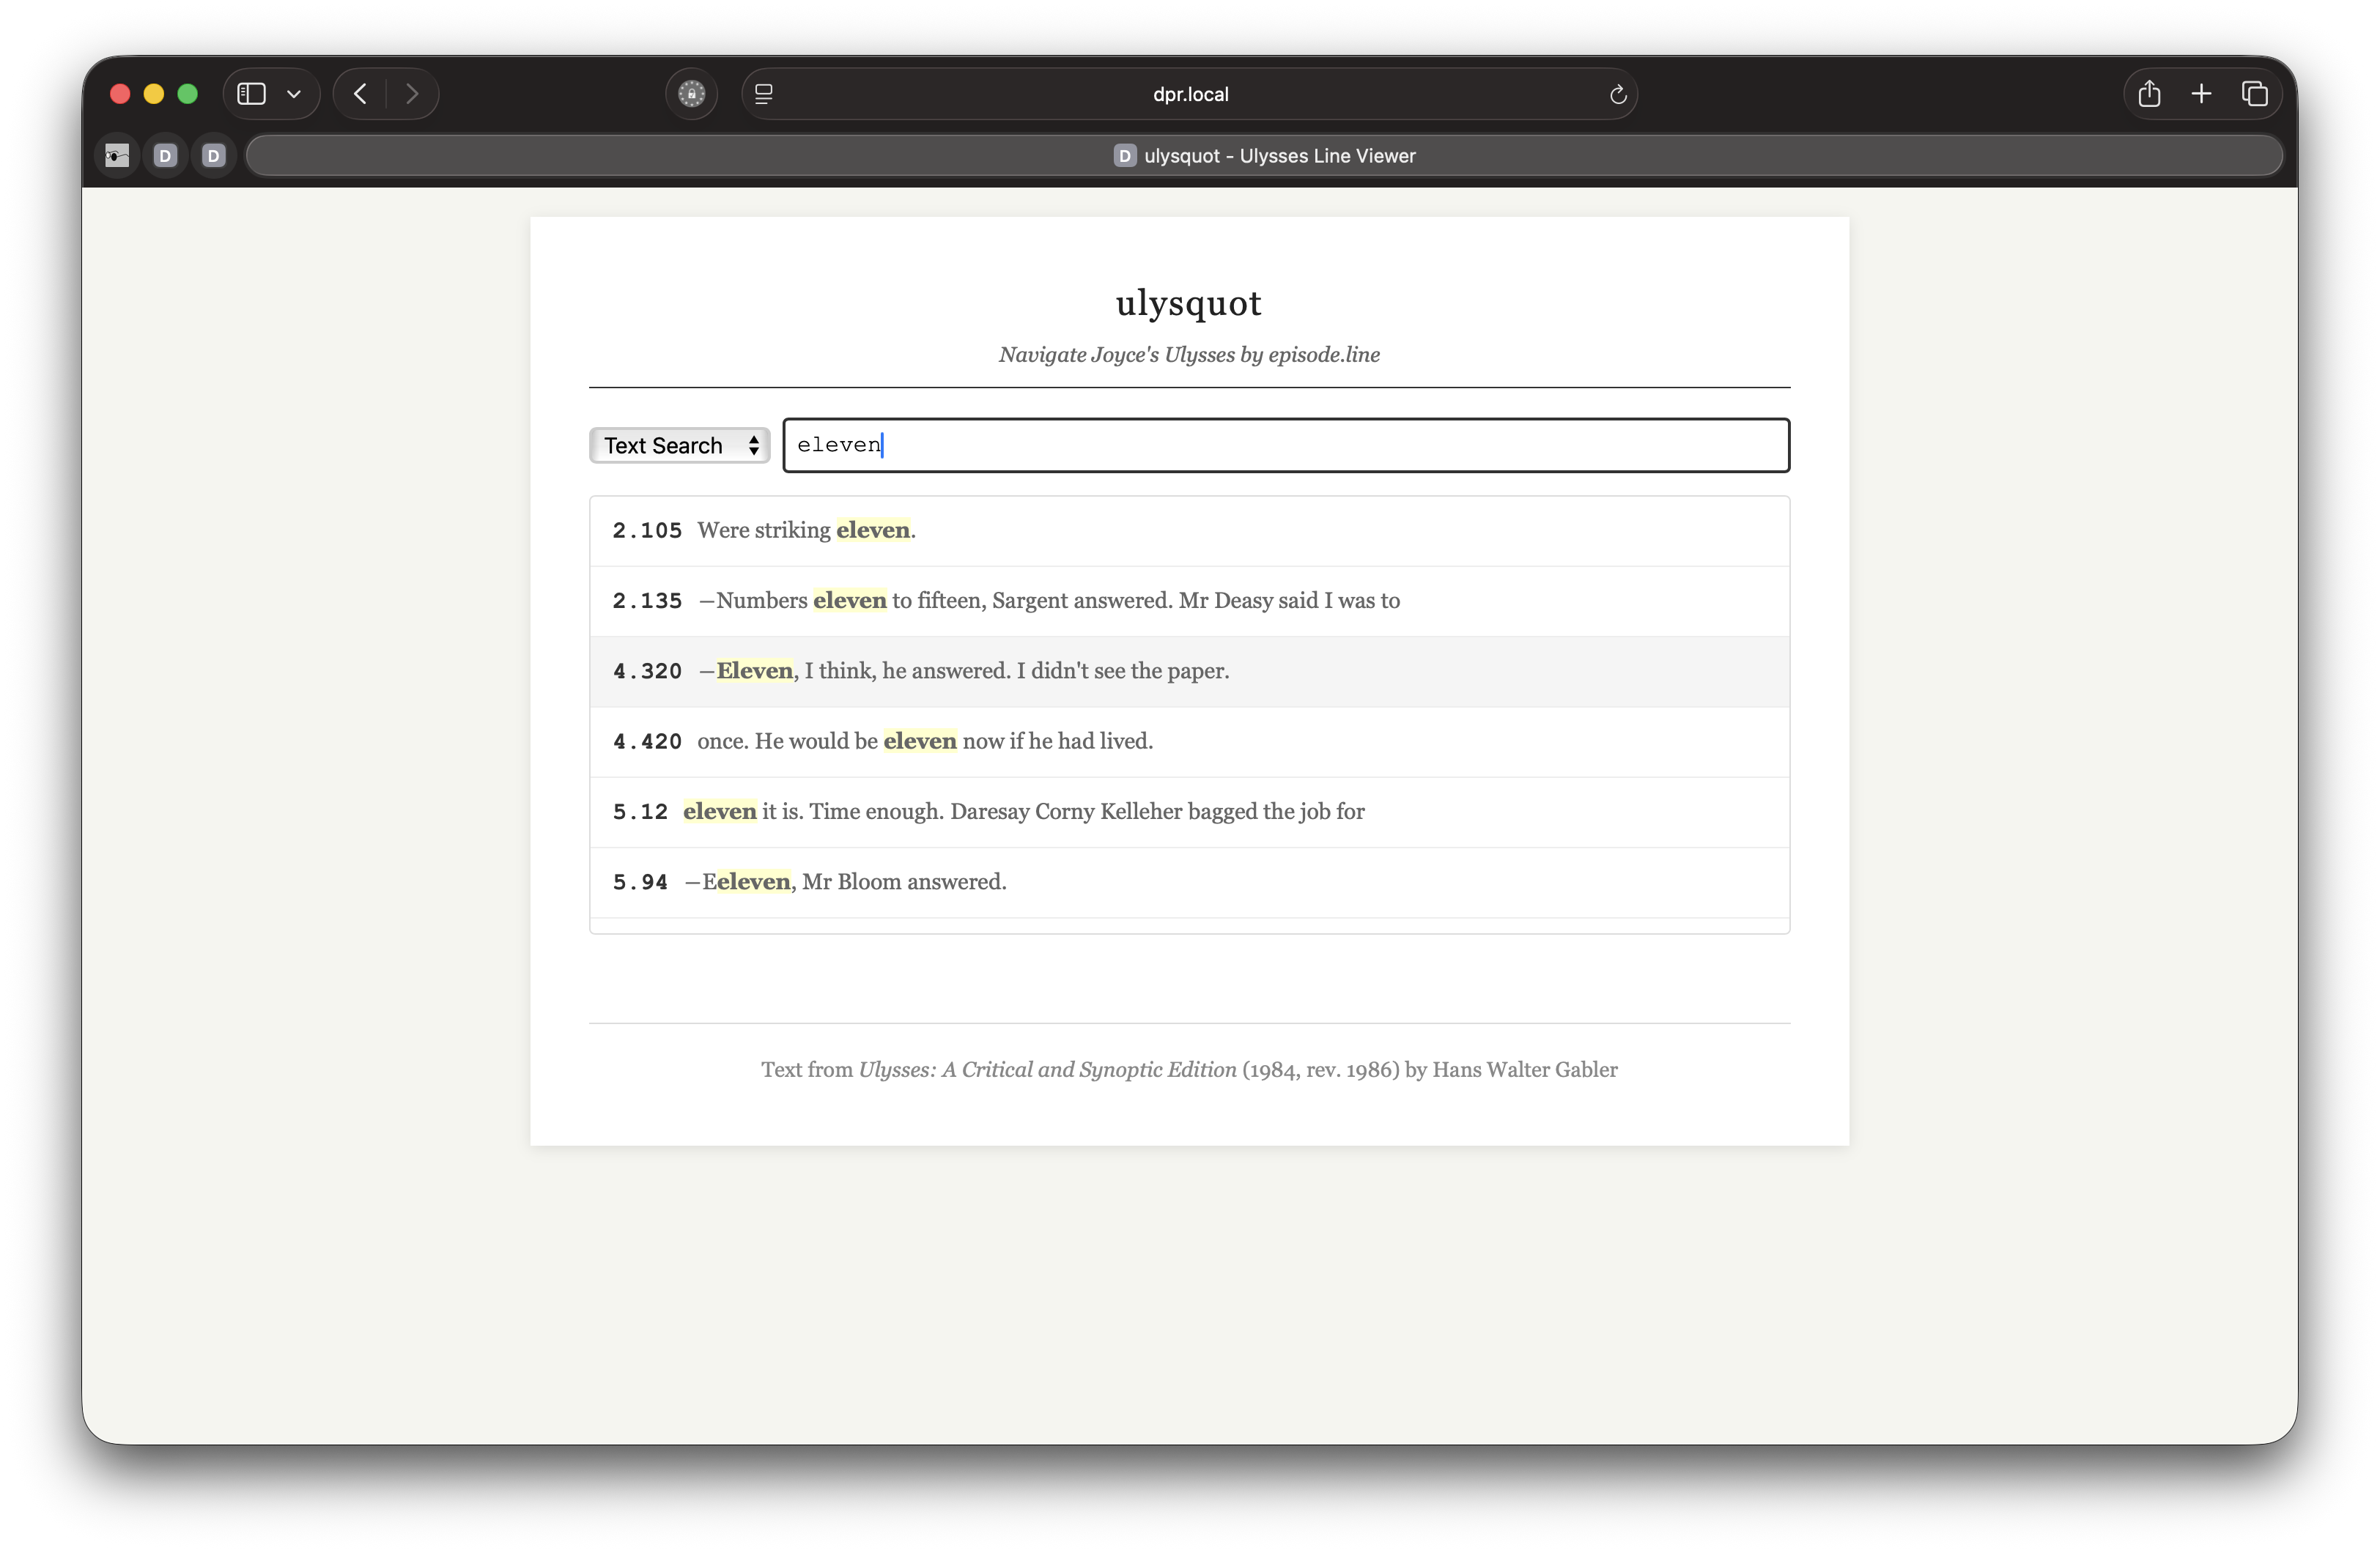 dpr.local
D
D
D ulysquot - Ulysses Line Viewer
ulysquot
Navigate Joyce's Ulysses by episode.line
Text Search
eleven
2.105 Were striking eleven.
2.135 —Numbers eleven to fifteen, Sargent answered. Mr Deasy said I was to
4.320 —Eleven, I think, he answered. I didn't see the paper.
4.420 once. He would be eleven now if he had lived.
5.12 eleven it is. Time enough. Daresay Corny Kelleher bagged the job for
5.94 —Eeleven, Mr Bloom answered.
Text from Ulysses: A Critical and Synoptic Edition (1984, rev. 1986) by Hans Walter Gabler